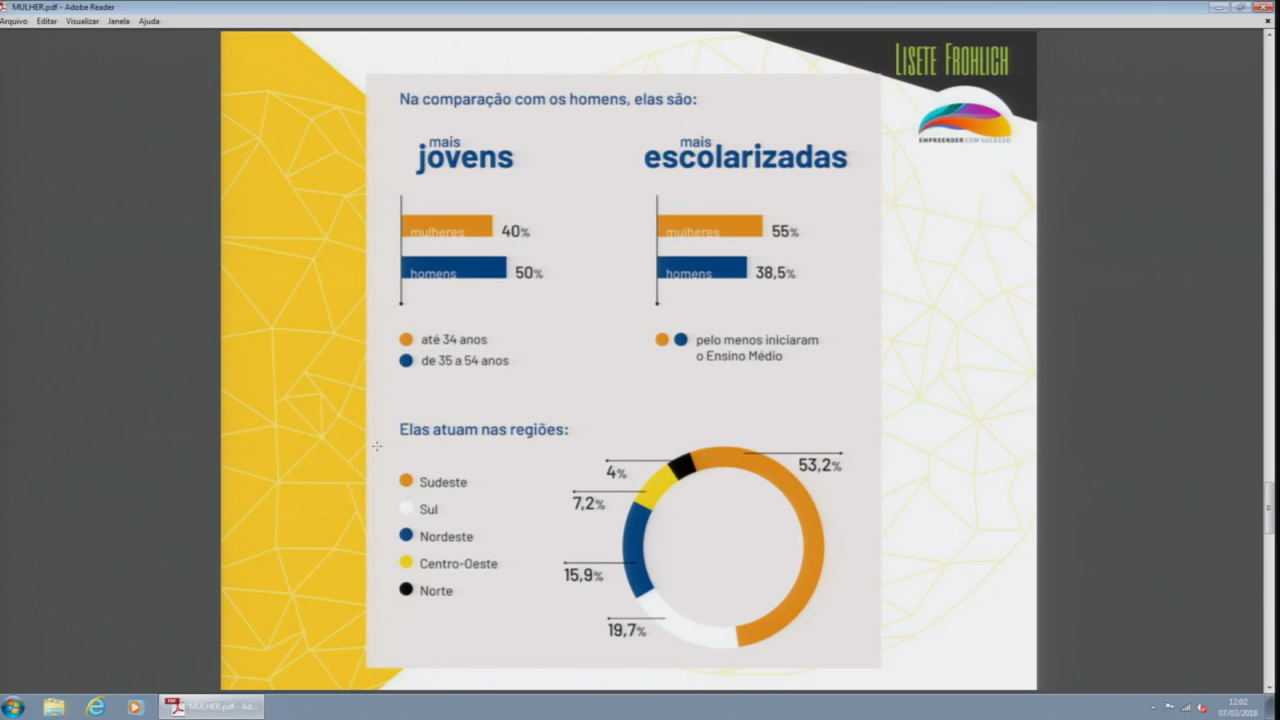 MULHER.pdf - Adobe Reader
Arquivo Editar Visualizar Janela Ajuda
LISETE FROHLICH
EMPREENDER COM SUCESSO
Na comparação com os homens, elas são:
mais
jovens
mais
escolarizadas
mulheres 40%
homens 50%
mulheres 55%
homens 38,5%
até 34 anos
de 35 a 54 anos
pelo menos iniciaram
o Ensino Médio
Elas atuam nas regiões:
Sudeste
Sul
Nordeste
Centro-Oeste
Norte
53,2%
4%
7,2%
15,9%
19,7%
MULHER.pdf - Ad...
12:02
07/03/2018